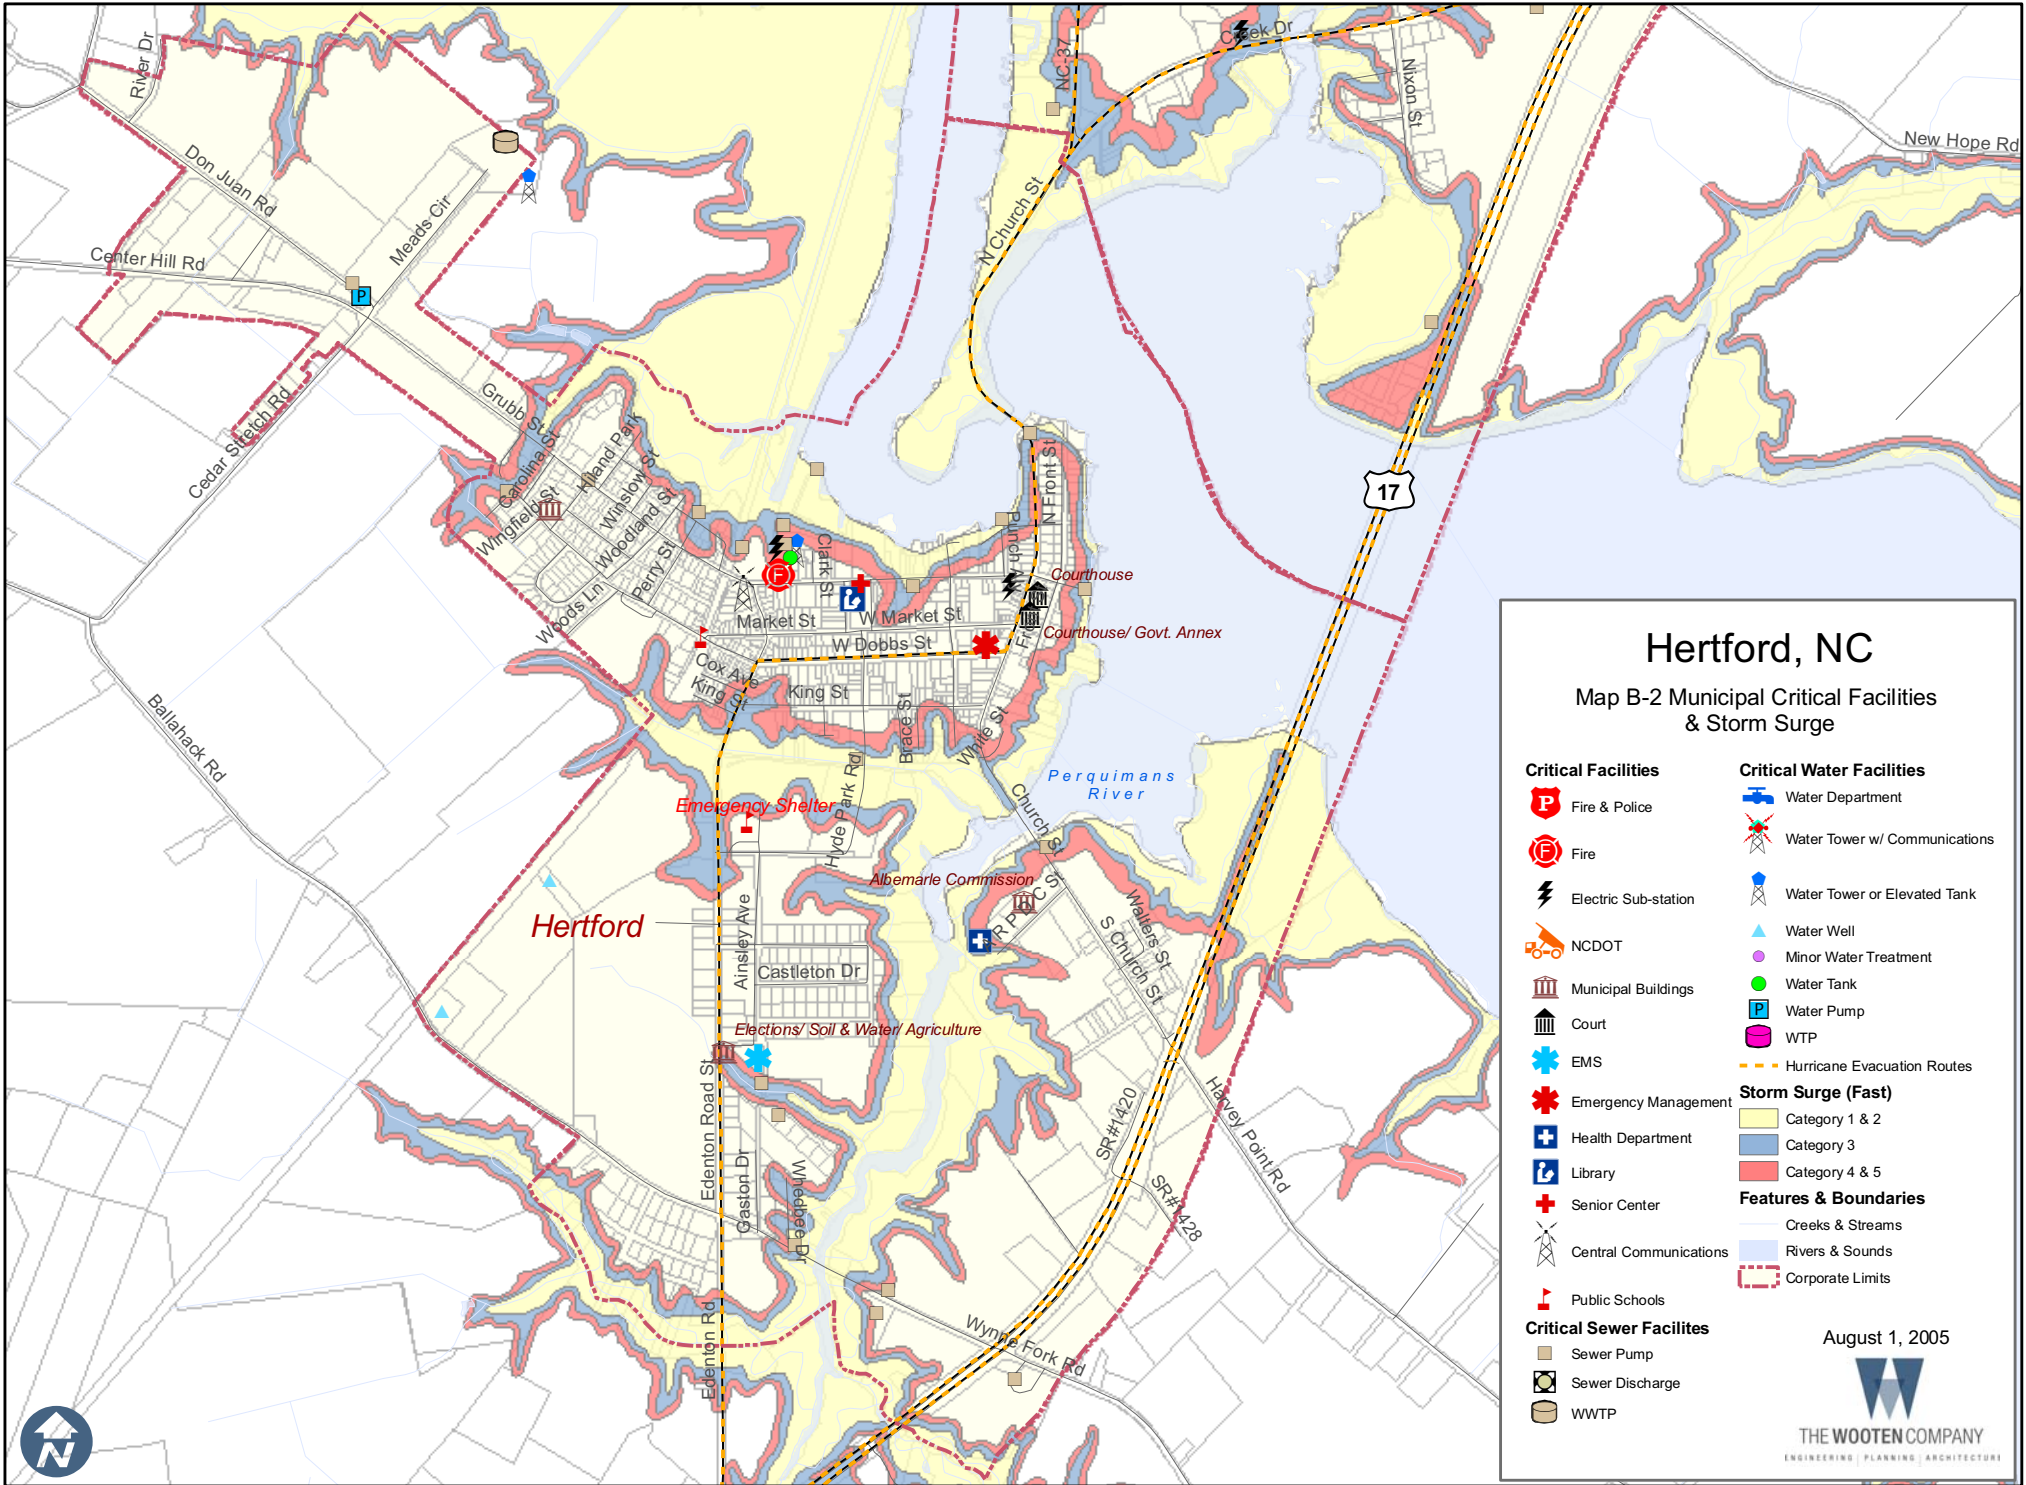 River Dr
Don Juan Rd
Center Hill Rd
Meads Cir
Cedar Stretch Rd
Grubb St
Carolina St
Wingfield St
Hiland Park
Winslow St
Woodland St
Perry St
Woods Ln
Ballahack Rd
NC-37
Creek Dr
Nixon St
New Hope Rd
N Church St
17
N Front St
Punch
Clark St
Courthouse
Market St
W Market St
Courthouse/ Govt. Annex
W Dobbs St
Cox Ave
King St
King St
Brace St
White St
Perquimans
River
Church St
Emergency Shelter
Hyde Park Rd
Albemarle Commission
Hertford
Ainsley Ave
Castleton Dr
Walters St
S Church St
Elections/ Soil & Water/ Agriculture
Edenton Road St
Gaston Dr
Whedbee Dr
SR#1420
Harvey Point Rd
SR#1428
Edenton Rd
Wynne Fork Rd
P
F
N
Hertford, NC
Map B-2 Municipal Critical Facilities
& Storm Surge
Critical Facilities
P Fire & Police
F Fire
Electric Sub-station
NCDOT
Municipal Buildings
Court
EMS
Emergency Management
Health Department
Library
Senior Center
Central Communications
Public Schools
Critical Sewer Facilites
Sewer Pump
Sewer Discharge
WWTP
Critical Water Facilities
Water Department
Water Tower w/ Communications
Water Tower or Elevated Tank
Water Well
Minor Water Treatment
Water Tank
P Water Pump
WTP
Hurricane Evacuation Routes
Storm Surge (Fast)
Category 1 & 2
Category 3
Category 4 & 5
Features & Boundaries
Creeks & Streams
Rivers & Sounds
Corporate Limits
August 1, 2005
THE WOOTEN COMPANY
ENGINEERING | PLANNING | ARCHITECTURE